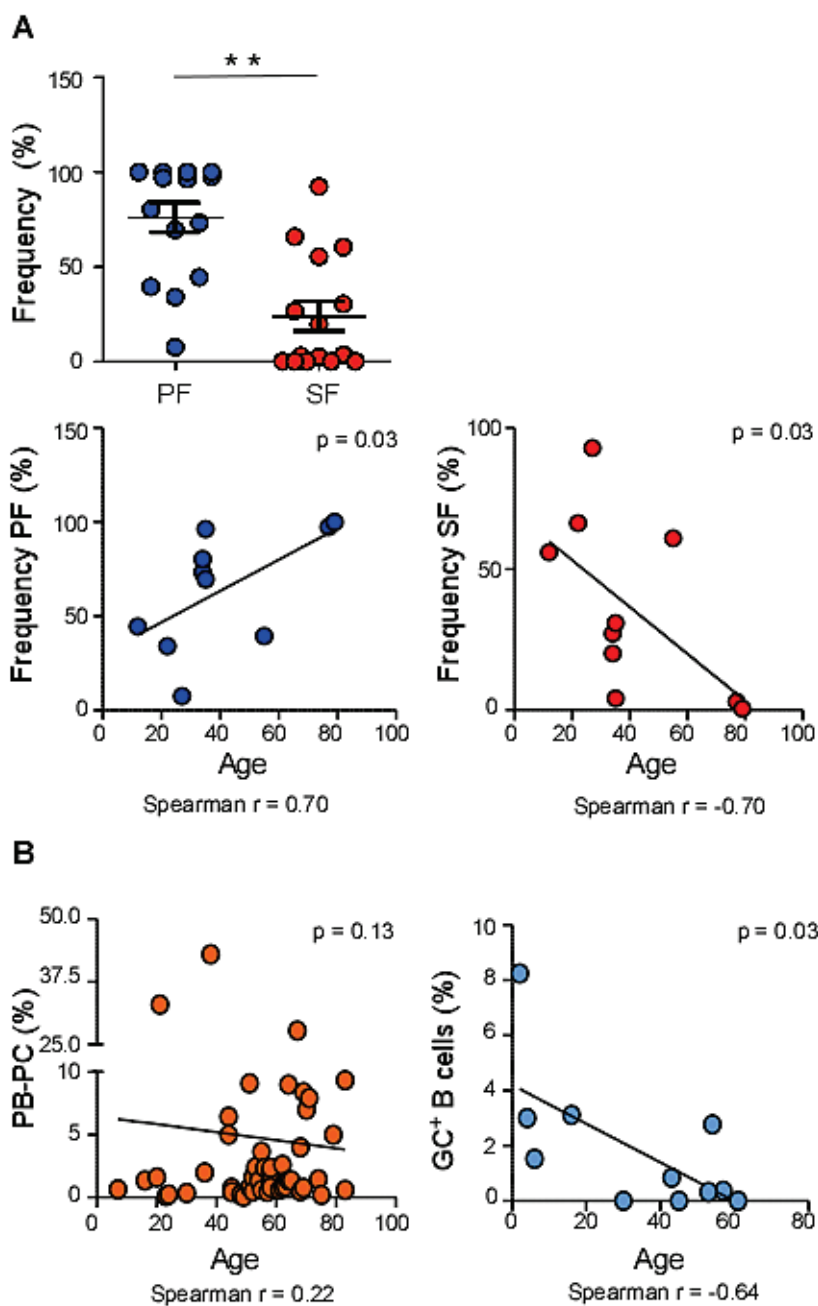 A
**
150
100
50
0
Frequency (%)
PF
SF
150
100
50
0
Frequency PF (%)
p = 0.03
0
20
40
60
80
100
Age
Spearman r = 0.70
100
50
0
Frequency SF (%)
p = 0.03
0
20
40
60
80
100
Age
Spearman r = -0.70
B
50.0
37.5
25.0
10
5
0
PB-PC (%)
p = 0.13
0
20
40
60
80
100
Age
Spearman r = 0.22
10
8
6
4
2
0
GC⁺ B cells (%)
p = 0.03
0
20
40
60
80
Age
Spearman r = -0.64